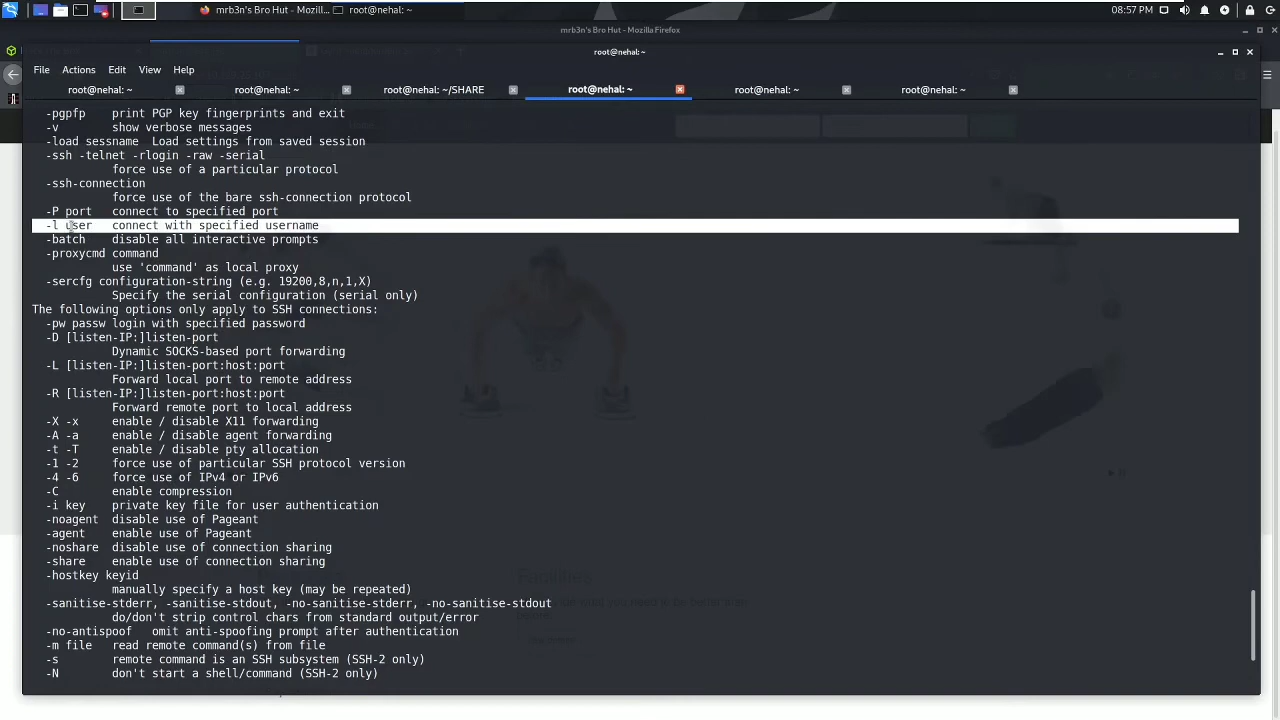 mrb3n's Bro Hut - Mozill...
root@nehal: ~
08:57 PM
mrb3n's Bro Hut - Mozilla Firefox
root@nehal:~
File Actions Edit View Help
root@nehal: ~
root@nehal: ~
root@nehal: ~/SHARE
root@nehal: ~
root@nehal: ~
root@nehal: ~
-pgpfp print PGP key fingerprints and exit
-v show verbose messages
-load sessname Load settings from saved session
-ssh -telnet -rlogin -raw -serial
force use of a particular protocol
-ssh-connection
force use of the bare ssh-connection protocol
-P port connect to specified port
-l user connect with specified username
-batch disable all interactive prompts
-proxycmd command
use 'command' as local proxy
-sercfg configuration-string (e.g. 19200,8,n,1,X)
Specify the serial configuration (serial only)
The following options only apply to SSH connections:
-pw passw login with specified password
-D [listen-IP:]listen-port
Dynamic SOCKS-based port forwarding
-L [listen-IP:]listen-port:host:port
Forward local port to remote address
-R [listen-IP:]listen-port:host:port
Forward remote port to local address
-X -x enable / disable X11 forwarding
-A -a enable / disable agent forwarding
-t -T enable / disable pty allocation
-1 -2 force use of particular SSH protocol version
-4 -6 force use of IPv4 or IPv6
-C enable compression
-i key private key file for user authentication
-noagent disable use of Pageant
-agent enable use of Pageant
-noshare disable use of connection sharing
-share enable use of connection sharing
-hostkey keyid
manually specify a host key (may be repeated)
-sanitise-stderr, -sanitise-stdout, -no-sanitise-stderr, -no-sanitise-stdout
do/don't strip control chars from standard output/error
-no-antispoof omit anti-spoofing prompt after authentication
-m file read remote command(s) from file
-s remote command is an SSH subsystem (SSH-2 only)
-N don't start a shell/command (SSH-2 only)
Facilities